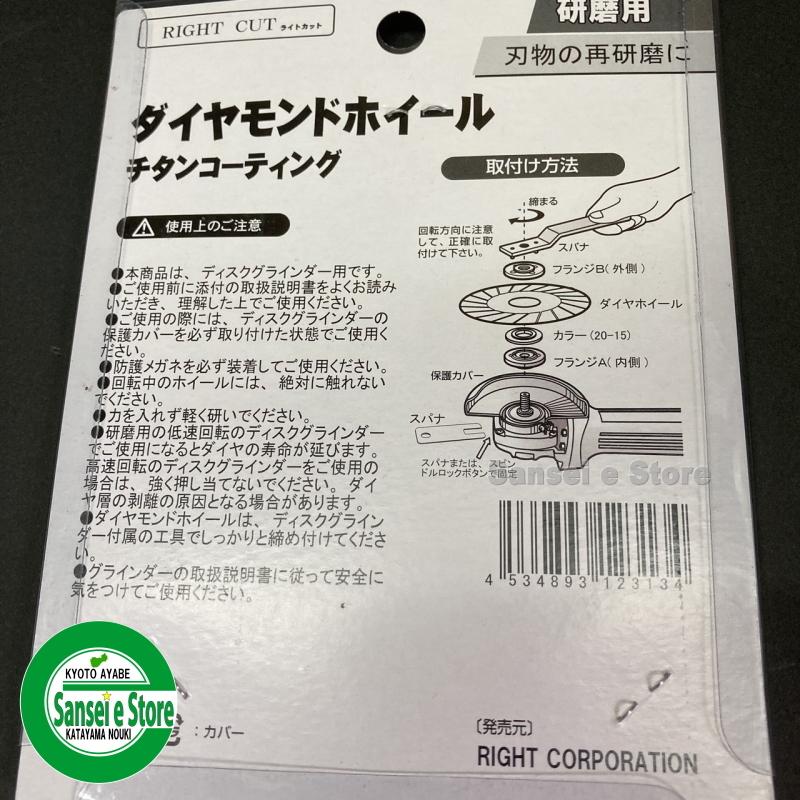 RIGHT CUT ライトカット
研磨用
刃物の再研磨に
ダイヤモンドホイール
チタンコーティング
使用上のご注意
●本商品は、ディスクグラインダー用です。
●ご使用前に添付の取扱説明書をよくお読み
いただき、理解した上でご使用ください。
●ご使用の際には、ディスクグラインダーの
保護カバーを必ず取り付けた状態でご使用く
ださい。
●防護メガネを必ず装着してご使用ください。
●回転中のホイールには、絶対に触れない
でください。
●力を入れず軽く研いでください。
●研磨用の低速回転のディスクグラインダー
でご使用になるとダイヤの寿命が延びます。
高速回転のディスクグラインダーをご使用の
場合は、強く押し当てないでください。ダイ
ヤ層の剥離の原因となる場合があります。
●ダイヤモンドホイールは、ディスクグライン
ダー付属の工具でしっかりと締め付けてくださ
い。
●グラインダーの取扱説明書に従って安全に
気をつけてご使用ください。
取付け方法
締まる
回転方向に注意
して、正確に取
付けて下さい。
スパナ
フランジB(外側)
ダイヤホイール
カラー(20-15)
フランジA(内側)
保護カバー
スパナ
スパナまたは、スピン
ドルロックボタンで固定
Sansei e Store
4 534893 123134
KYOTO AYABE
Sansei e Store
KATAYAMA NOUKI
:カバー
〔発売元〕
RIGHT CORPORATION